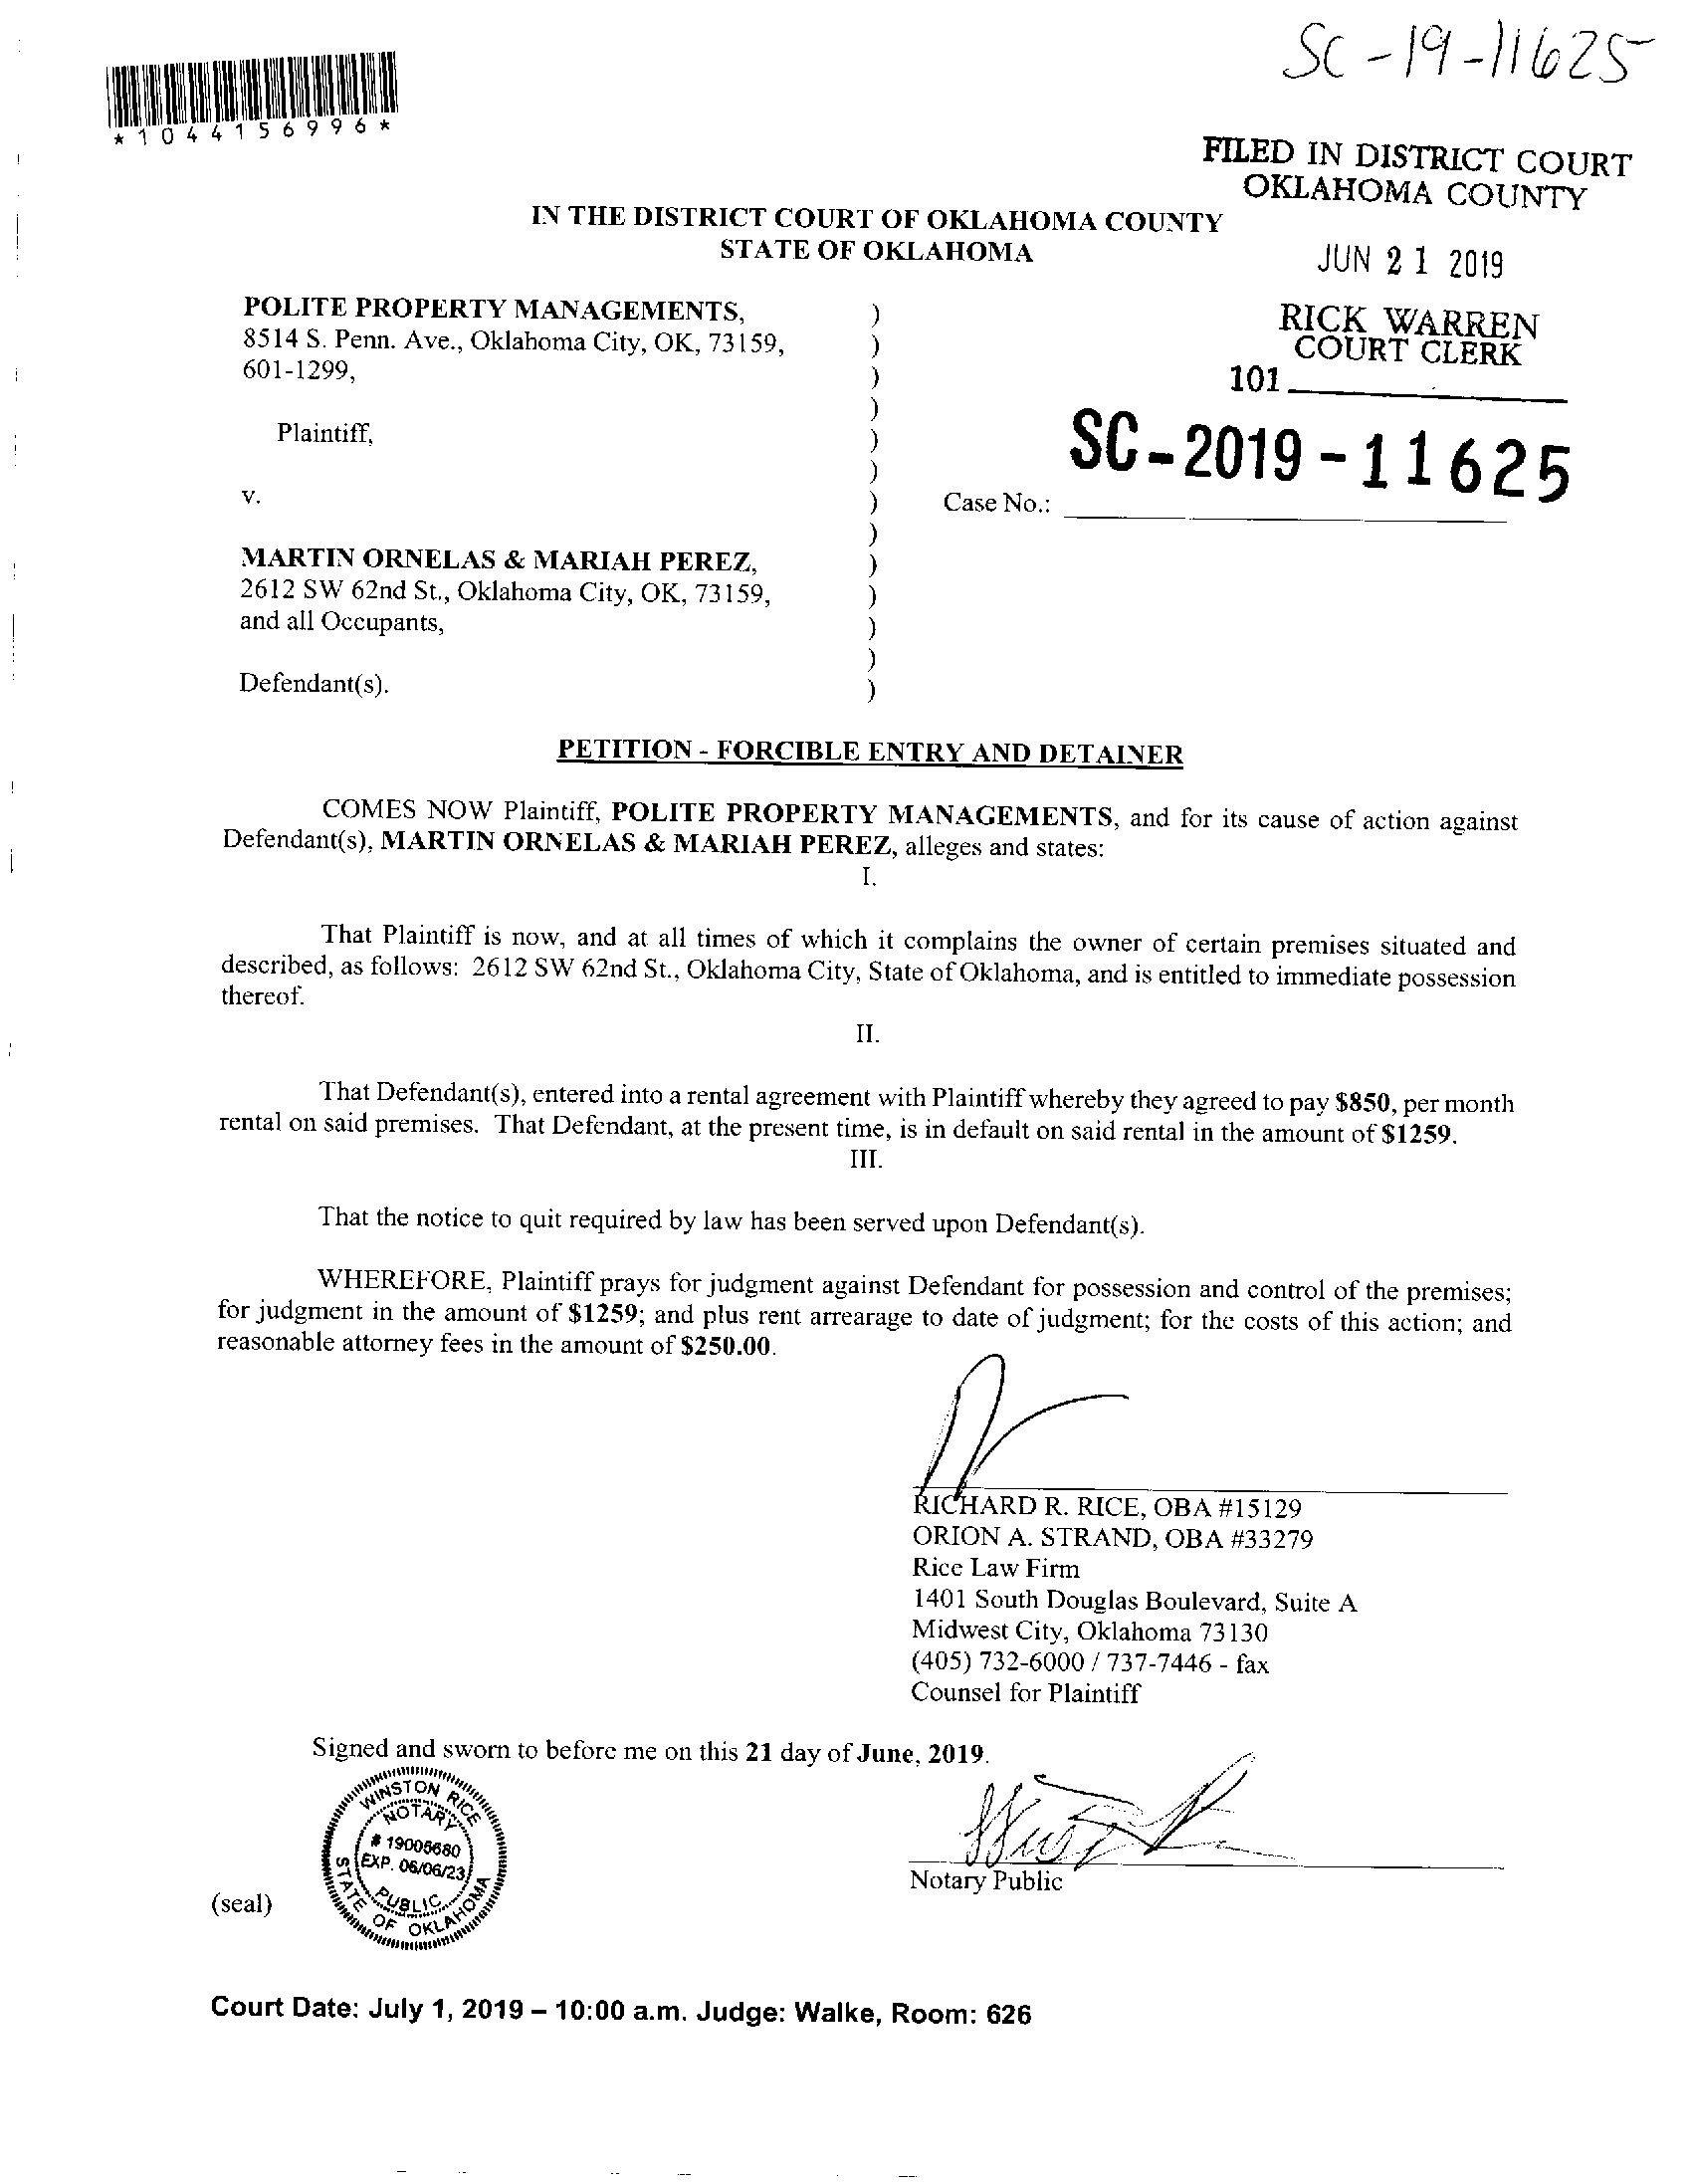 SC-19-11625
*1044156996*
FILED IN DISTRICT COURT
OKLAHOMA COUNTY
JUN 21 2019
RICK WARREN
COURT CLERK
101
IN THE DISTRICT COURT OF OKLAHOMA COUNTY
STATE OF OKLAHOMA
POLITE PROPERTY MANAGEMENTS, )
8514 S. Penn. Ave., Oklahoma City, OK, 73159, )
601-1299, )
)
Plaintiff, )
)
v. ) Case No.: SC-2019-11625
)
MARTIN ORNELAS & MARIAH PEREZ, )
2612 SW 62nd St., Oklahoma City, OK, 73159, )
and all Occupants, )
)
Defendant(s). )
PETITION - FORCIBLE ENTRY AND DETAINER
COMES NOW Plaintiff, POLITE PROPERTY MANAGEMENTS, and for its cause of action against
Defendant(s), MARTIN ORNELAS & MARIAH PEREZ, alleges and states:
I.
That Plaintiff is now, and at all times of which it complains the owner of certain premises situated and
described, as follows: 2612 SW 62nd St., Oklahoma City, State of Oklahoma, and is entitled to immediate possession
thereof.
II.
That Defendant(s), entered into a rental agreement with Plaintiff whereby they agreed to pay $850, per month
rental on said premises. That Defendant, at the present time, is in default on said rental in the amount of $1259.
III.
That the notice to quit required by law has been served upon Defendant(s).
WHEREFORE, Plaintiff prays for judgment against Defendant for possession and control of the premises;
for judgment in the amount of $1259; and plus rent arrearage to date of judgment; for the costs of this action; and
reasonable attorney fees in the amount of $250.00.
RICHARD R. RICE, OBA #15129
ORION A. STRAND, OBA #33279
Rice Law Firm
1401 South Douglas Boulevard, Suite A
Midwest City, Oklahoma 73130
(405) 732-6000 / 737-7446 - fax
Counsel for Plaintiff
Signed and sworn to before me on this 21 day of June, 2019.
WINSTON RICE
NOTARY
# 19005680
EXP. 06/06/23
PUBLIC
STATE OF OKLAHOMA
Notary Public
(seal)
Court Date: July 1, 2019 – 10:00 a.m. Judge: Walke, Room: 626